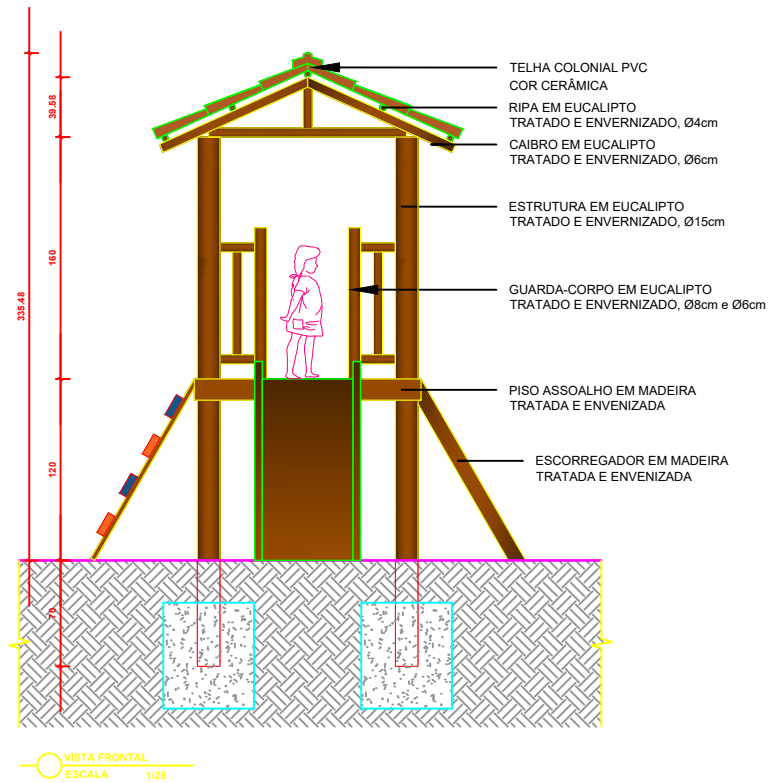 TELHA COLONIAL PVC
COR CERÂMICA
RIPA EM EUCALIPTO
TRATADO E ENVERNIZADO, Ø4cm
CAIBRO EM EUCALIPTO
TRATADO E ENVERNIZADO, Ø6cm
ESTRUTURA EM EUCALIPTO
TRATADO E ENVERNIZADO, Ø15cm
GUARDA-CORPO EM EUCALIPTO
TRATADO E ENVERNIZADO, Ø8cm e Ø6cm
PISO ASSOALHO EM MADEIRA
TRATADA E ENVENIZADA
ESCORREGADOR EM MADEIRA
TRATADA E ENVENIZADA
39.58
160
335.48
120
70
VISTA FRONTAL
ESCALA 1/25